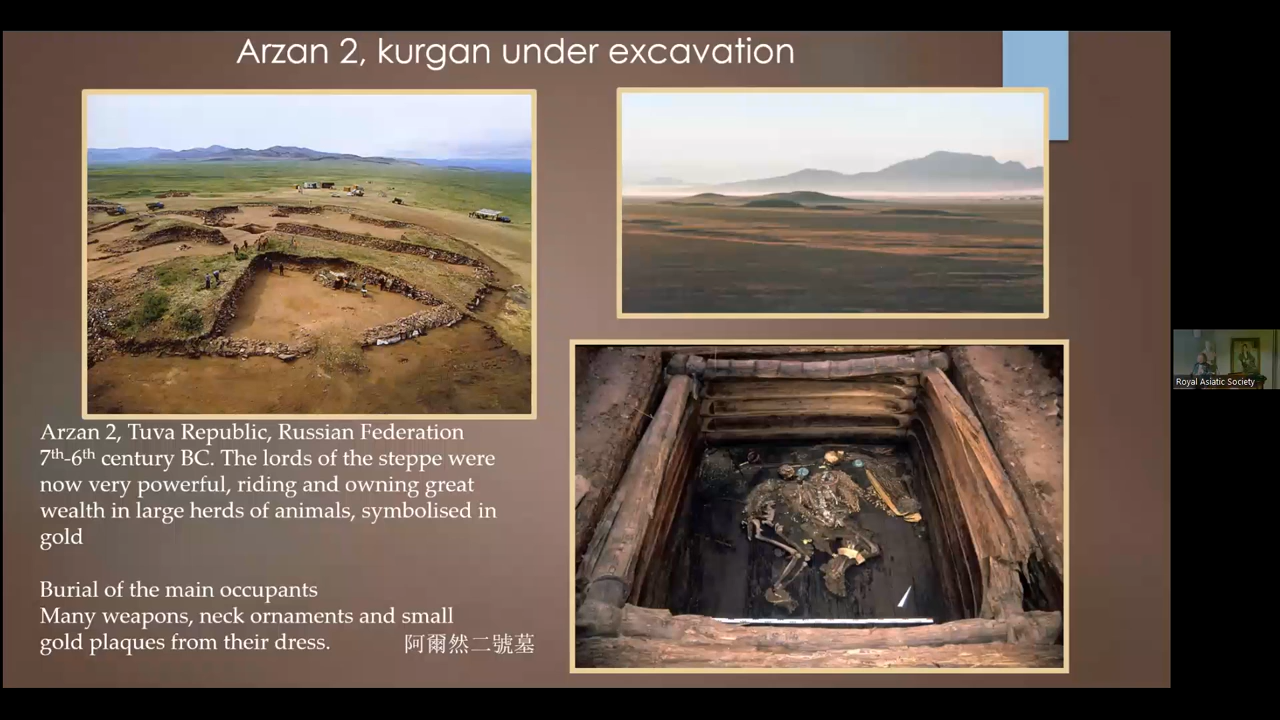 Arzan 2, kurgan under excavation
Arzan 2, Tuva Republic, Russian Federation
7th-6th century BC. The lords of the steppe were
now very powerful, riding and owning great
wealth in large herds of animals, symbolised in
gold
Burial of the main occupants
Many weapons, neck ornaments and small
gold plaques from their dress.
阿爾然二號墓
Royal Asiatic Society